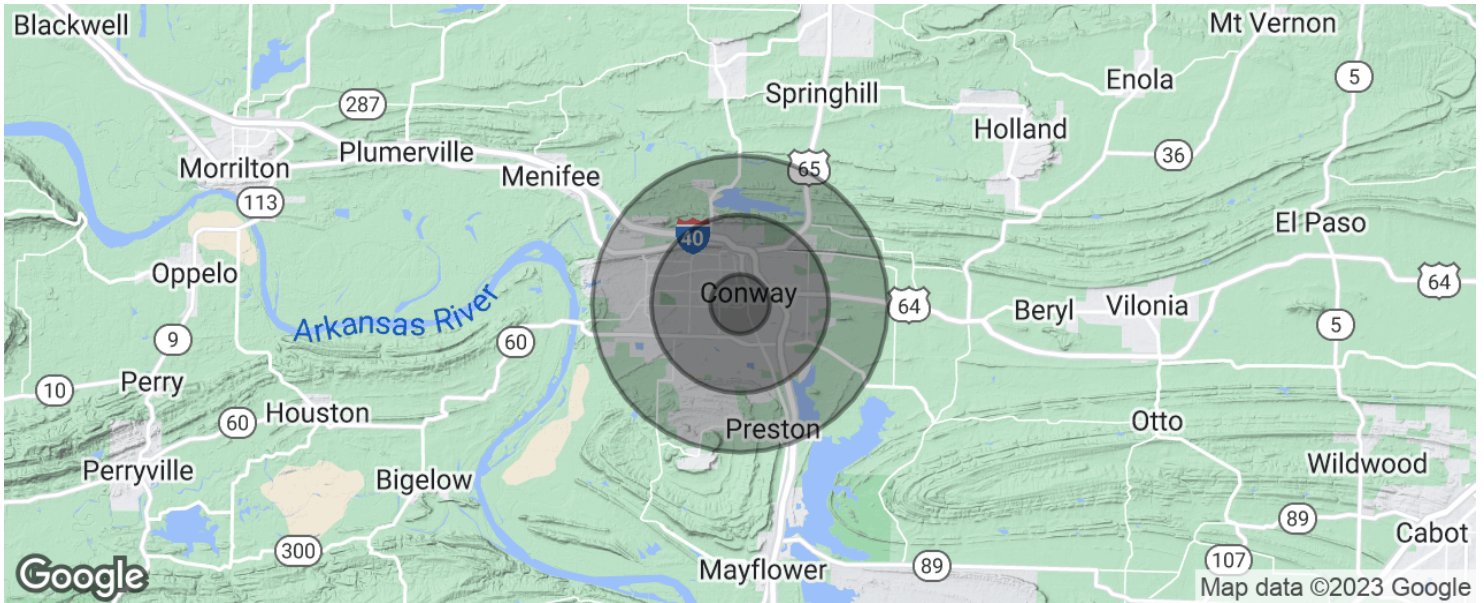 Blackwell
Mt Vernon
Enola
5
Springhill
287
Holland
Plumerville
Morrilton
Menifee
65
36
113
El Paso
40
Oppelo
64
Conway
Arkansas River
64
Beryl
Vilonia
5
9
60
Perry
10
Houston
60
Preston
Otto
Perryville
Bigelow
Wildwood
89
Cabot
300
Google
Mayflower
89
107
Map data ©2023 Google